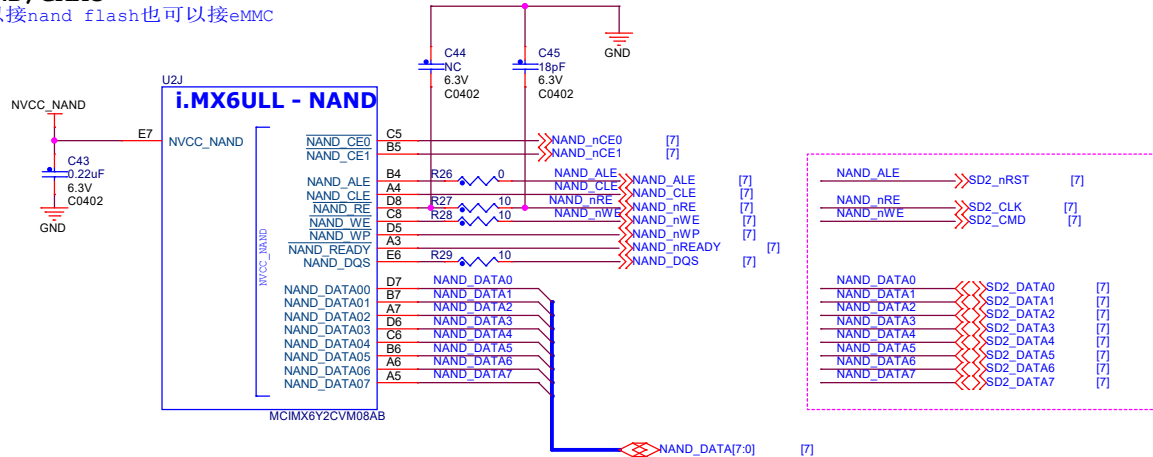 接nand flash也可以接eMMC
GND
C44
NC
6.3V
C0402
C45
18pF
6.3V
C0402
U2J
i.MX6ULL - NAND
NVCC_NAND
E7
NVCC_NAND
NVCC_NAND
C43
0.22uF
6.3V
C0402
GND
NAND_CE0 C5 NAND_nCE0 [7]
NAND_CE1 B5 NAND_nCE1 [7]
NAND_ALE B4 R26 0 NAND_ALE NAND_ALE [7]
NAND_CLE A4 NAND_CLE NAND_CLE [7]
NAND_RE D8 R27 10 NAND_nRE NAND_nRE [7]
NAND_WE C8 R28 10 NAND_nWE NAND_nWE [7]
NAND_WP D5 NAND_nWP [7]
NAND_READY A3 NAND_nREADY [7]
NAND_DQS E6 R29 10 NAND_DQS [7]
NAND_DATA00 D7 NAND_DATA0
NAND_DATA01 B7 NAND_DATA1
NAND_DATA02 A7 NAND_DATA2
NAND_DATA03 D6 NAND_DATA3
NAND_DATA04 C6 NAND_DATA4
NAND_DATA05 B6 NAND_DATA5
NAND_DATA06 A6 NAND_DATA6
NAND_DATA07 A5 NAND_DATA7
MCIMX6Y2CVM08AB
NAND_DATA[7:0] [7]
NAND_ALE SD2_nRST [7]
NAND_nRE SD2_CLK [7]
NAND_nWE SD2_CMD [7]
NAND_DATA0 SD2_DATA0 [7]
NAND_DATA1 SD2_DATA1 [7]
NAND_DATA2 SD2_DATA2 [7]
NAND_DATA3 SD2_DATA3 [7]
NAND_DATA4 SD2_DATA4 [7]
NAND_DATA5 SD2_DATA5 [7]
NAND_DATA6 SD2_DATA6 [7]
NAND_DATA7 SD2_DATA7 [7]